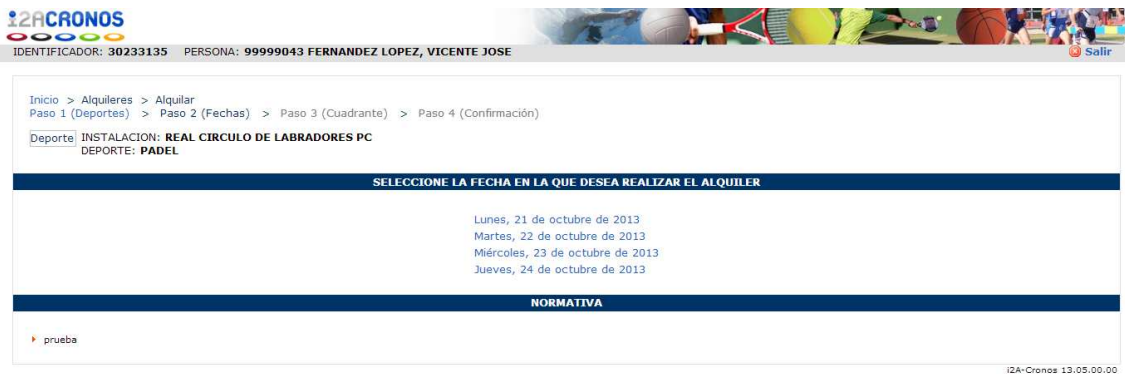 i2ACRONOS
IDENTIFICADOR: 30233135 PERSONA: 99999043 FERNANDEZ LOPEZ, VICENTE JOSE
Salir
Inicio > Alquileres > Alquilar
Paso 1 (Deportes) > Paso 2 (Fechas) > Paso 3 (Cuadrante) > Paso 4 (Confirmación)
Deporte INSTALACION: REAL CIRCULO DE LABRADORES PC
DEPORTE: PADEL
SELECCIONE LA FECHA EN LA QUE DESEA REALIZAR EL ALQUILER
Lunes, 21 de octubre de 2013
Martes, 22 de octubre de 2013
Miércoles, 23 de octubre de 2013
Jueves, 24 de octubre de 2013
NORMATIVA
prueba
i2A-Cronos 13.05.00.00